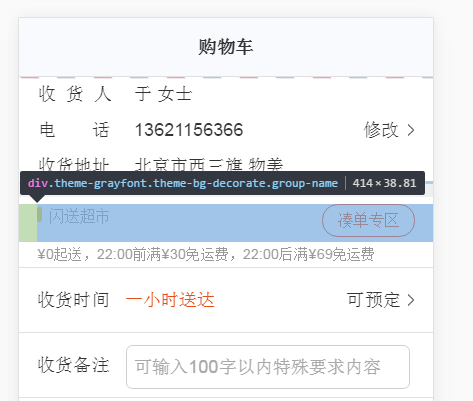 购物车
收 货 人 于 女士
电 话 13621156366 修改
收货地址 北京市西三旗 物美
div.theme-grayfont.theme-bg-decorate.group-name 414×38.81
闪送超市 凑单专区
¥0起送，22:00前满¥30免运费，22:00后满¥69免运费
收货时间 一小时送达 可预定
收货备注 可输入100字以内特殊要求内容